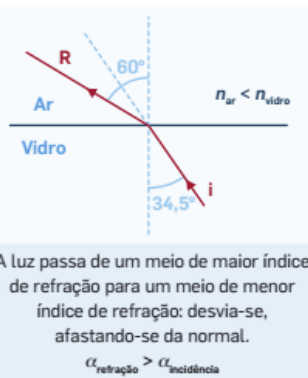 R
60°
Ar
n_ar < n_vidro
Vidro
i
34,5°
A luz passa de um meio de maior índice
de refração para um meio de menor
índice de refração: desvia-se,
afastando-se da normal.
α_refração > α_incidência